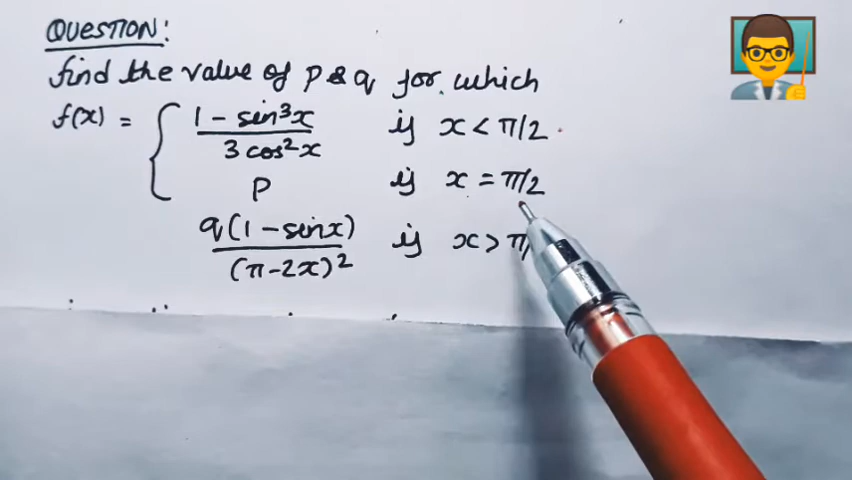 QUESTION:
find the value of p & q for which
f(x) = { 1 - sin³x / 3 cos²x if x < π/2
p if x = π/2
q(1 - sinx) / (π-2x)² if x > π/